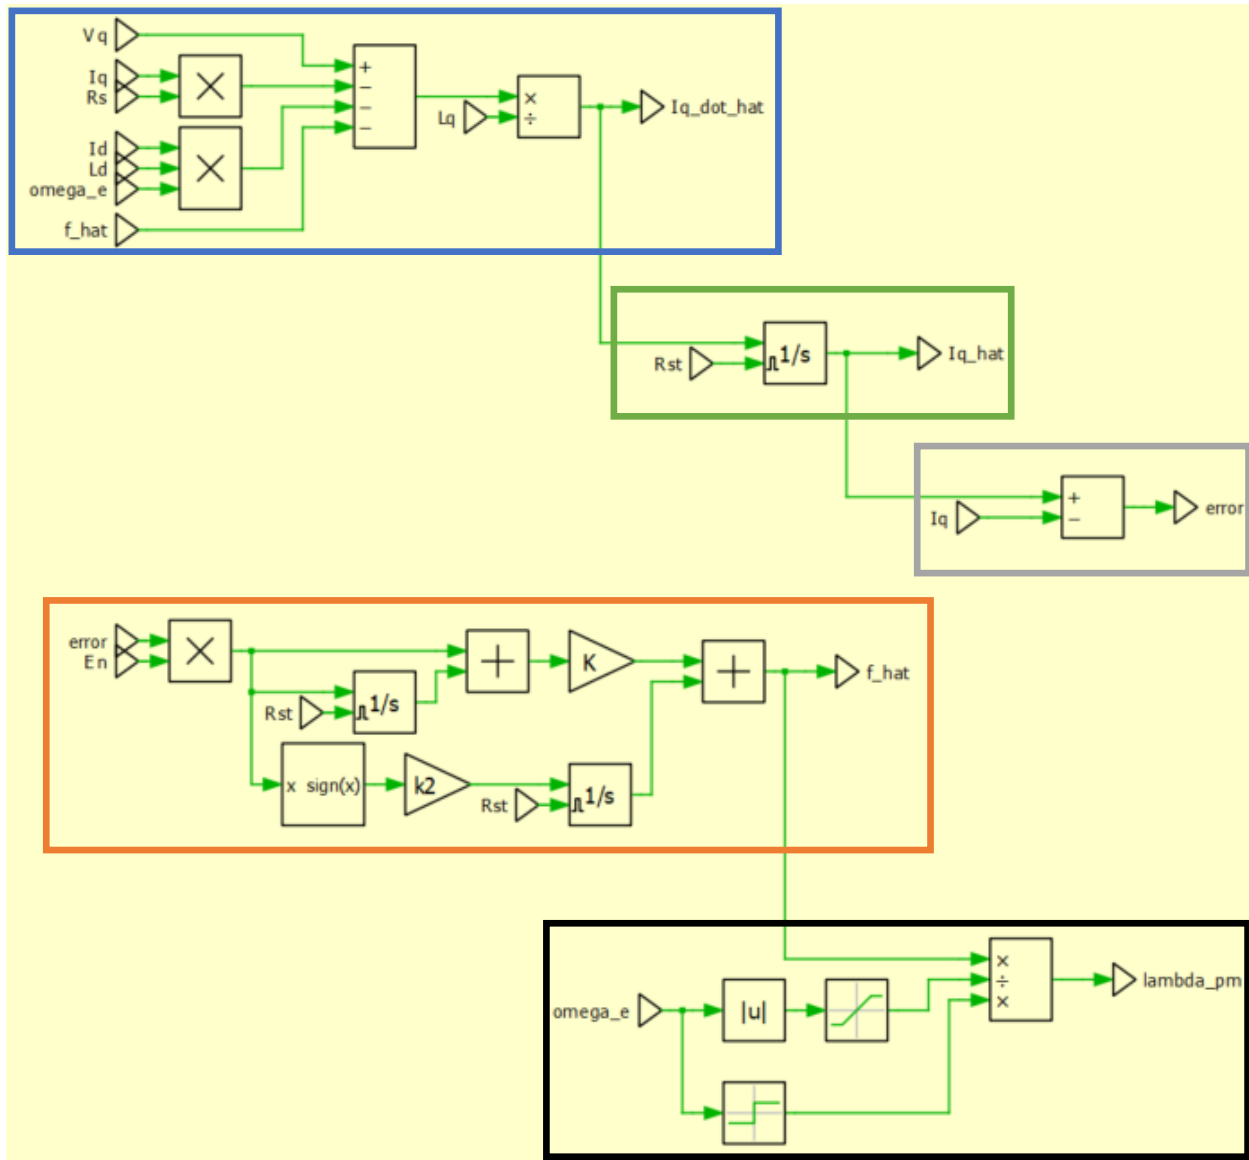 Vq
+
Iq
−
Rs
×
−
−
Lq
×
÷
Iq_dot_hat
Id
Ld
omega_e
×
f_hat
Rst
1/s
Iq_hat
+
−
Iq
error
error
En
×
+
K
+
f_hat
Rst
1/s
x sign(x)
k2
Rst
1/s
×
÷
×
lambda_pm
omega_e
|u|